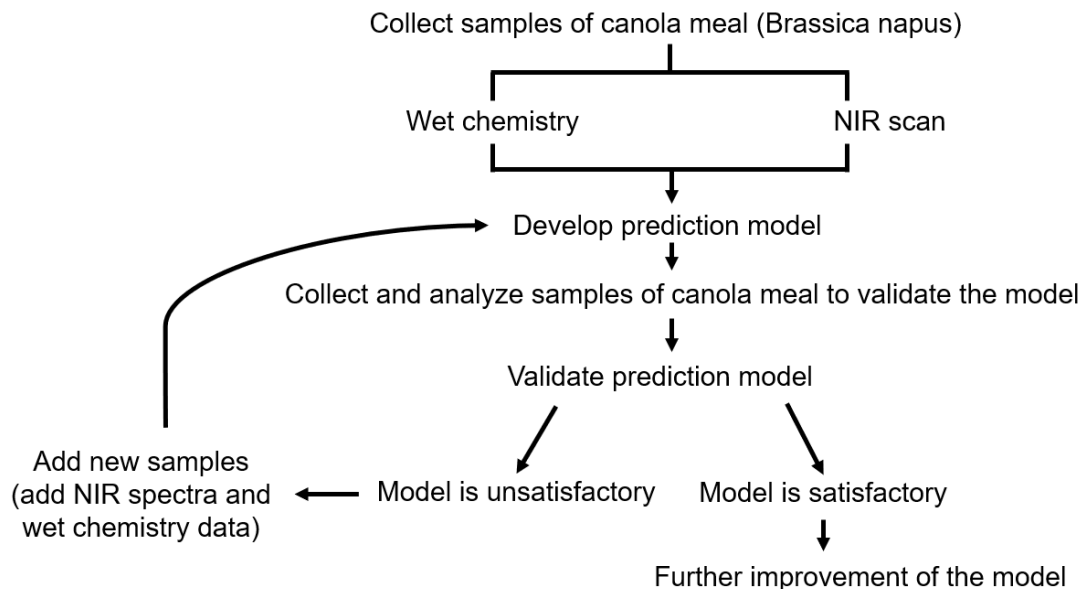 Collect samples of canola meal (Brassica napus)
Wet chemistry
NIR scan
Develop prediction model
Collect and analyze samples of canola meal to validate the model
Validate prediction model
Add new samples
(add NIR spectra and
wet chemistry data)
Model is unsatisfactory
Model is satisfactory
Further improvement of the model